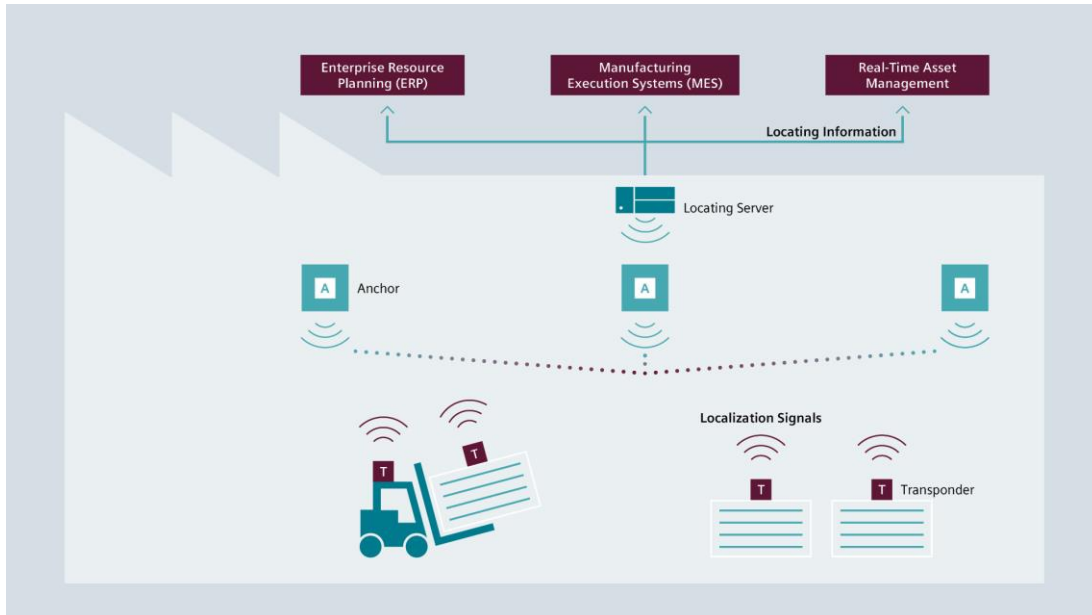 Enterprise Resource
Planning (ERP)
Manufacturing
Execution Systems (MES)
Real-Time Asset
Management
Locating Information
Locating Server
A
Anchor
A
A
Localization Signals
T
T
T
T
Transponder